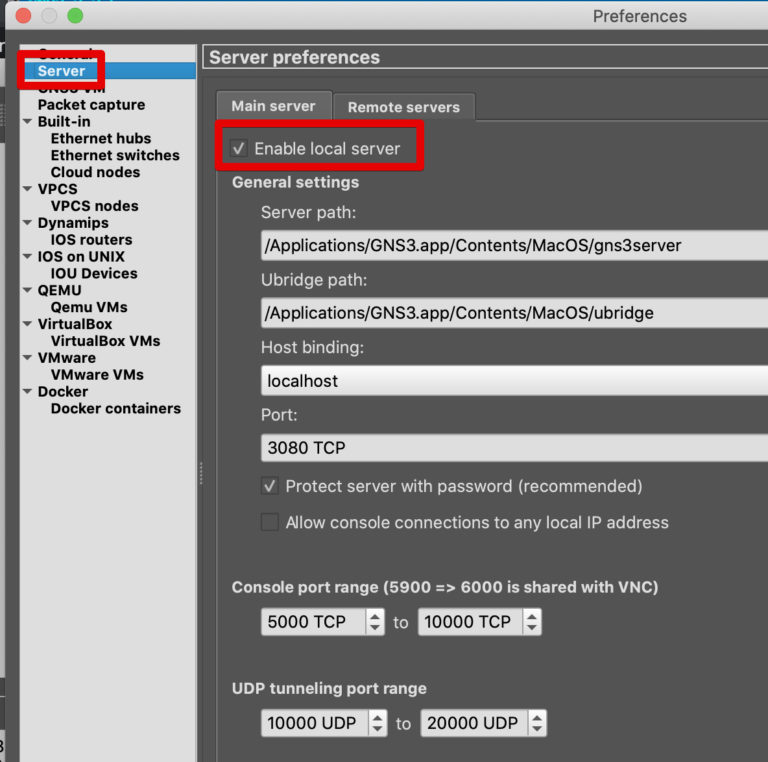 Preferences
General
Server
GNS3 VM
Packet capture
Built-in
Ethernet hubs
Ethernet switches
Cloud nodes
VPCS
VPCS nodes
Dynamips
IOS routers
IOS on UNIX
IOU Devices
QEMU
Qemu VMs
VirtualBox
VirtualBox VMs
VMware
VMware VMs
Docker
Docker containers
Server preferences
Main server
Remote servers
Enable local server
General settings
Server path:
/Applications/GNS3.app/Contents/MacOS/gns3server
Ubridge path:
/Applications/GNS3.app/Contents/MacOS/ubridge
Host binding:
localhost
Port:
3080 TCP
Protect server with password (recommended)
Allow console connections to any local IP address
Console port range (5900 => 6000 is shared with VNC)
5000 TCP to 10000 TCP
UDP tunneling port range
10000 UDP to 20000 UDP